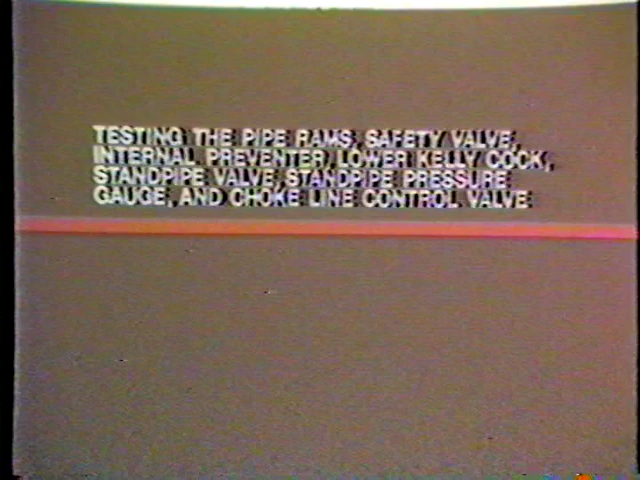 TESTING THE PIPE RAMS, SAFETY VALVE,
INTERNAL PREVENTER, LOWER KELLY COCK,
STANDPIPE VALVE, STANDPIPE PRESSURE
GAUGE, AND CHOKE LINE CONTROL VALVE